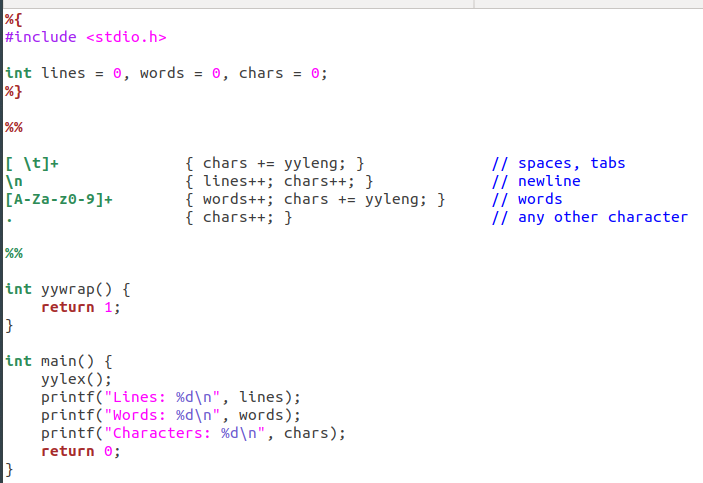 %{
#include <stdio.h>
int lines = 0, words = 0, chars = 0;
%}
%%
[ \t]+ { chars += yyleng; } // spaces, tabs
\n { lines++; chars++; } // newline
[A-Za-z0-9]+ { words++; chars += yyleng; } // words
. { chars++; } // any other character
%%
int yywrap() {
    return 1;
}
int main() {
    yylex();
    printf("Lines: %d\n", lines);
    printf("Words: %d\n", words);
    printf("Characters: %d\n", chars);
    return 0;
}